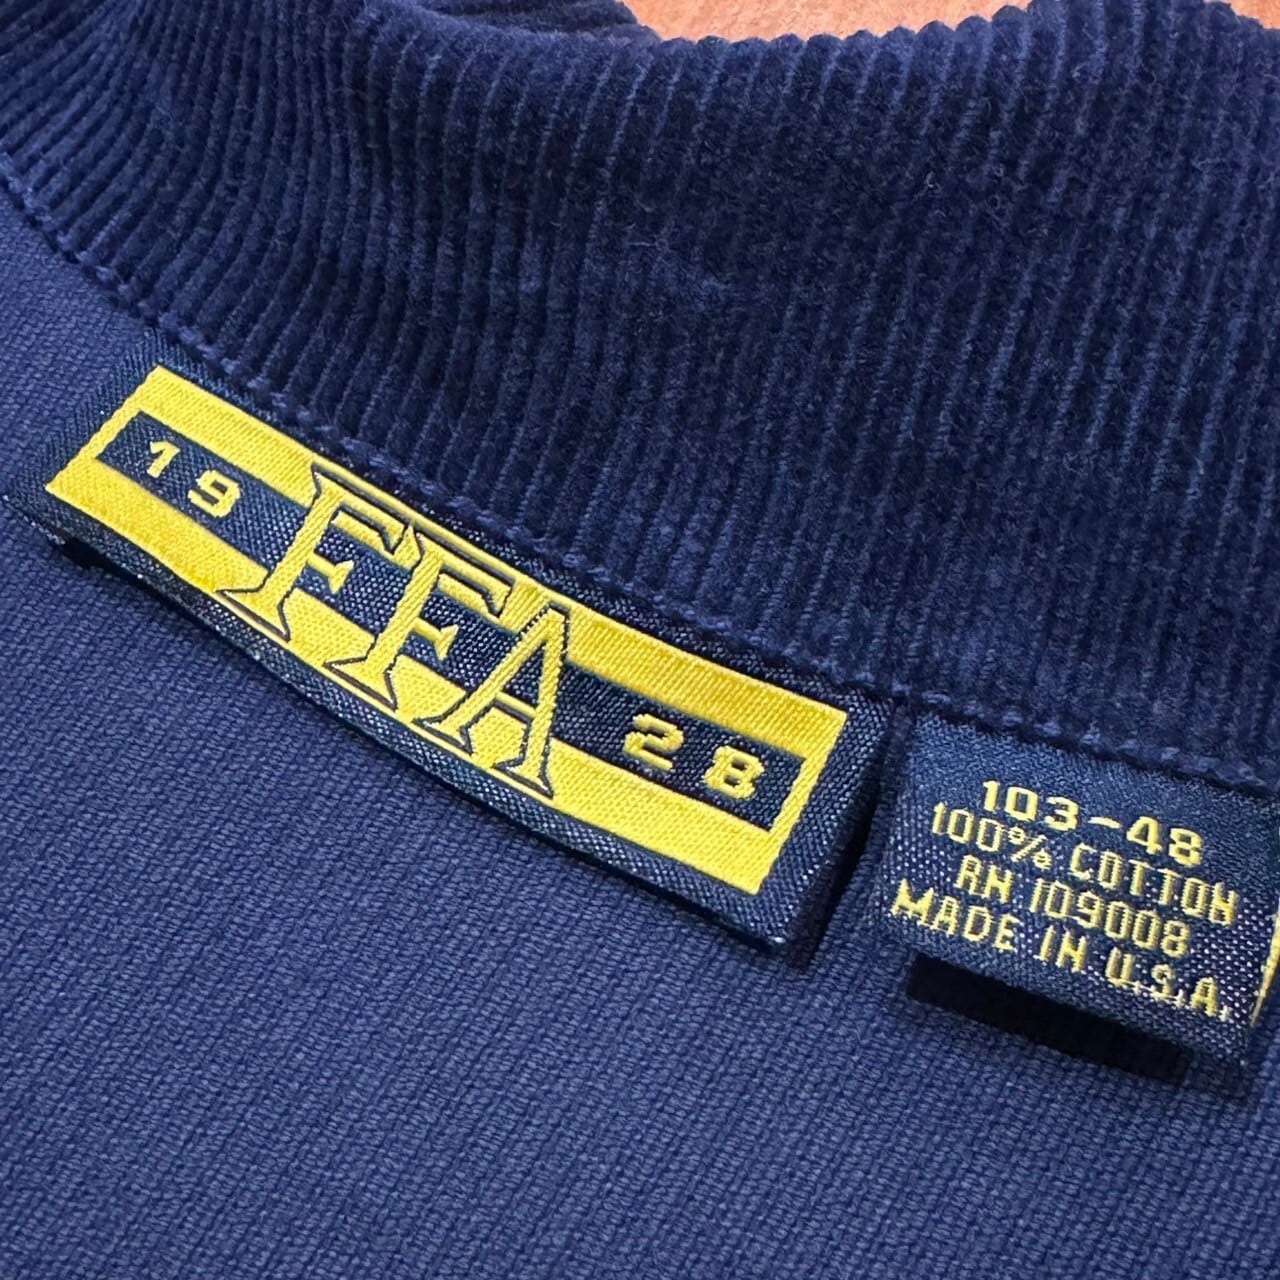 19 FFA 28
103-48
100% COTTON
RN 109008
MADE IN U.S.A.